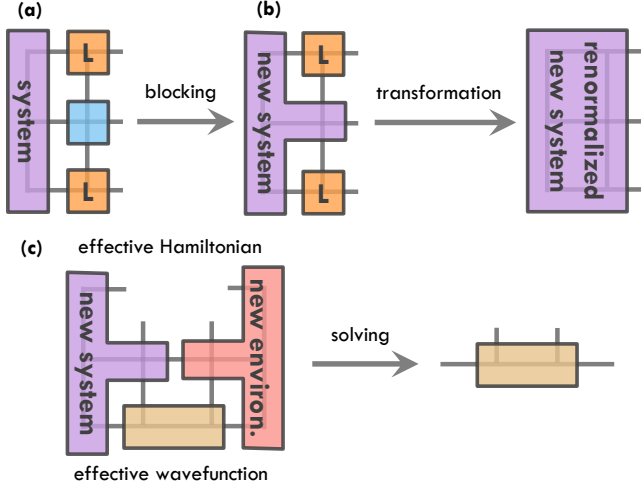 (a)
(b)
L
L
system
L
L
blocking
new system
transformation
renormalized
new system
(c)
effective Hamiltonian
new system
new environ.
solving
effective wavefunction